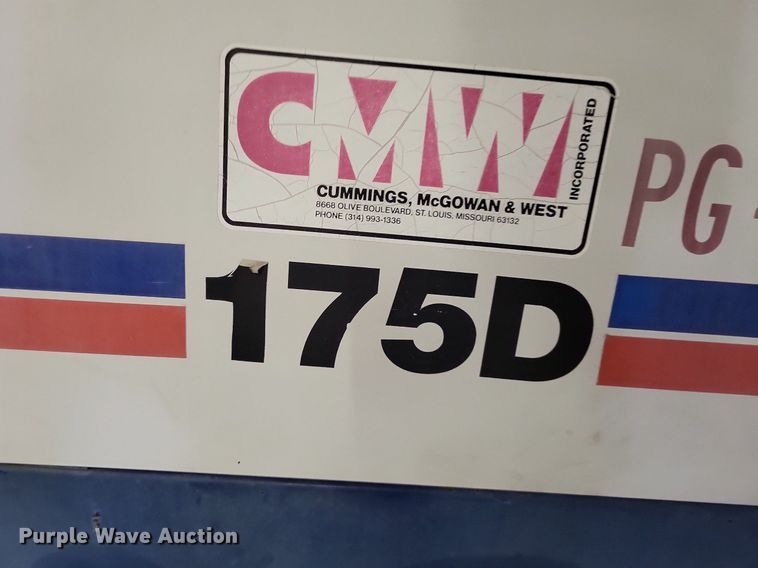 CMW
INCORPORATED
CUMMINGS, McGOWAN & WEST
8668 OLIVE BOULEVARD, ST. LOUIS, MISSOURI 63132
PHONE (314) 993-1336
PG-
175D
Purple Wave Auction